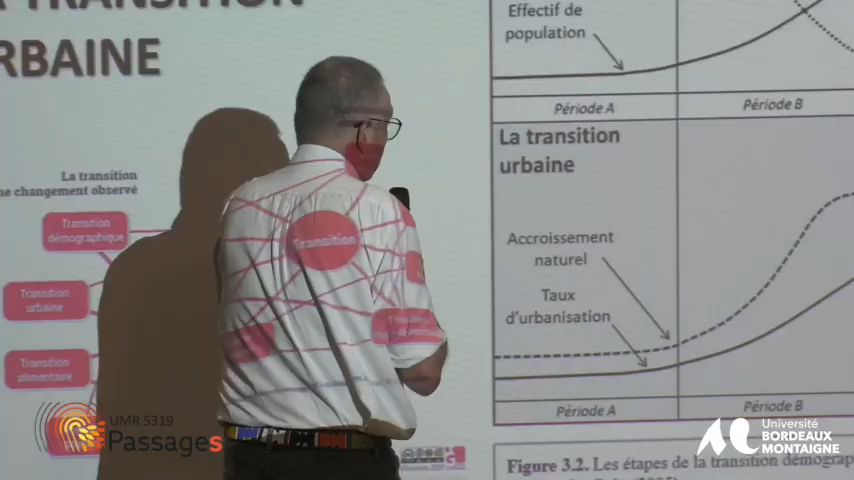 A TRANSITION
URBAINE
La transition
ne changement observé
Transition
démographique
Transition
urbaine
Transition
alimentaire
Transition
Effectif de
population
Période A
Période B
La transition
urbaine
Accroissement
naturel
Taux
d'urbanisation
Période A
Période B
Figure 3.2. Les étapes de la transition démograp
UMR 5319
Passages
Université
BORDEAUX
MONTAIGNE